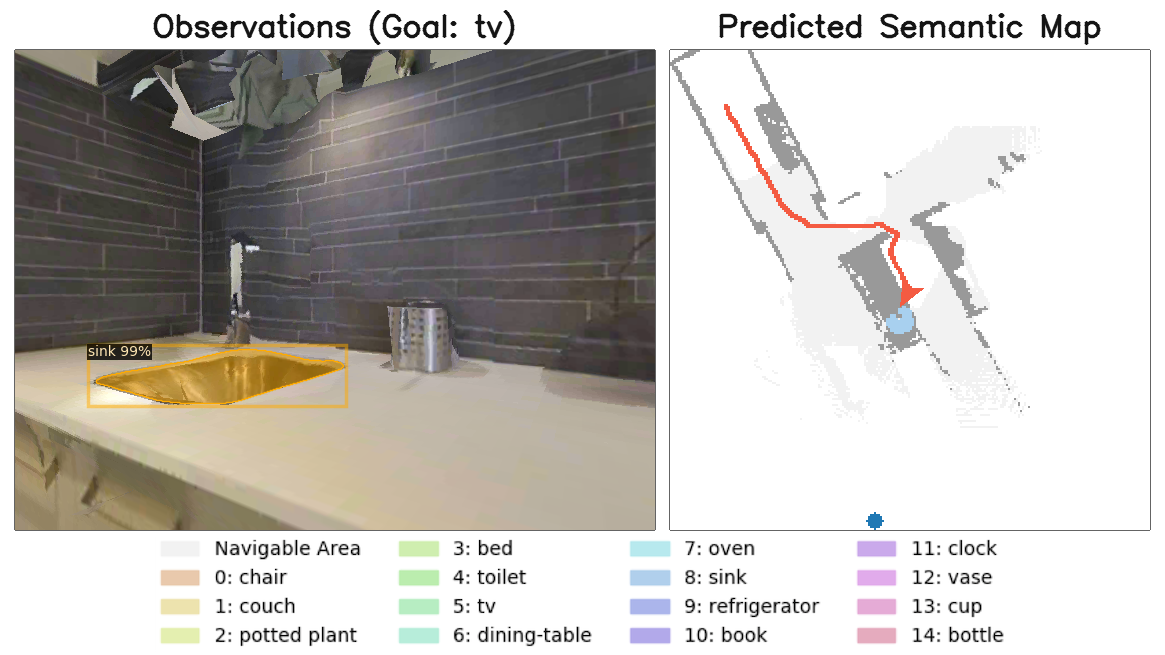 Observations (Goal: tv)
Predicted Semantic Map
sink 99%
Navigable Area
0: chair
1: couch
2: potted plant
3: bed
4: toilet
5: tv
6: dining-table
7: oven
8: sink
9: refrigerator
10: book
11: clock
12: vase
13: cup
14: bottle